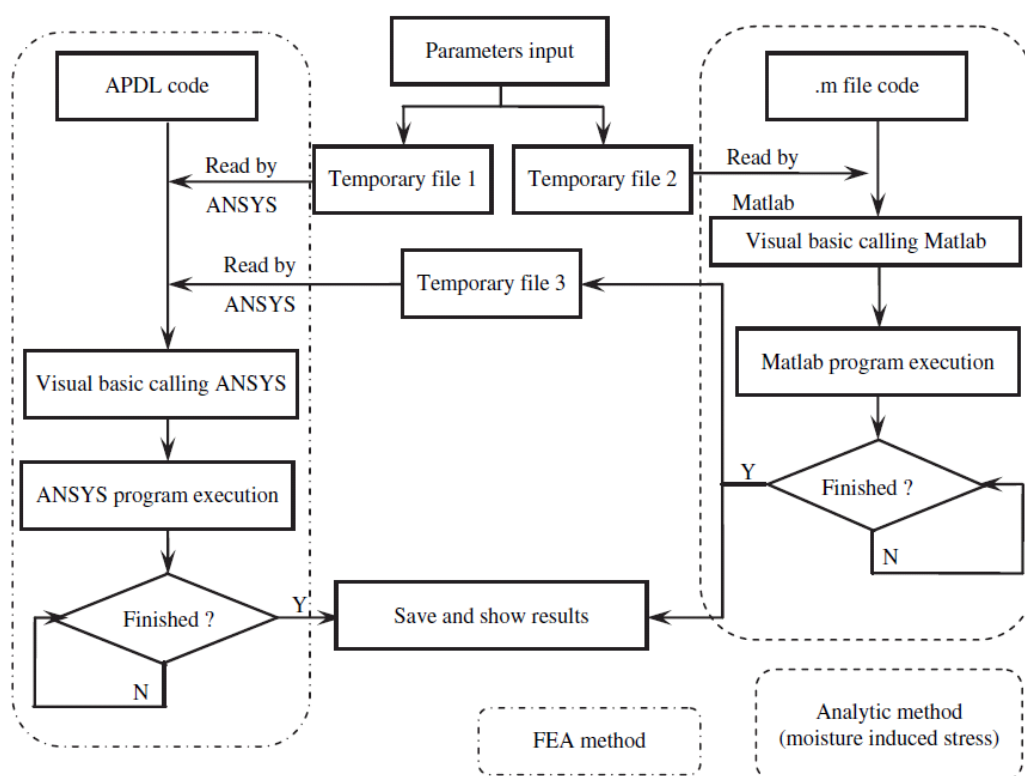 Parameters input
APDL code
.m file code
Read by
ANSYS
Temporary file 1
Temporary file 2
Read by
Matlab
Visual basic calling Matlab
Read by
ANSYS
Temporary file 3
Visual basic calling ANSYS
Matlab program execution
ANSYS program execution
Finished ?
Y
N
Finished ?
Y
N
Save and show results
FEA method
Analytic method
(moisture induced stress)